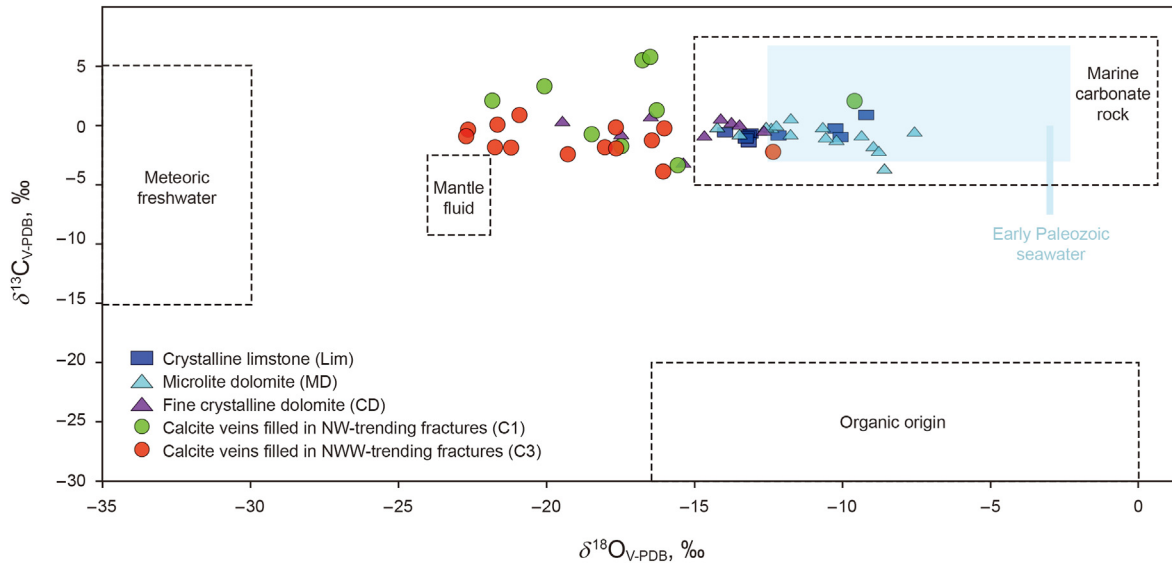 5
0
−5
−10
−15
−20
−25
−30
δ13CV-PDB, ‰
−35
−30
−25
−20
−15
−10
−5
0
δ18OV-PDB, ‰
Meteoric
freshwater
Mantle
fluid
Marine
carbonate
rock
Early Paleozoic
seawater
Organic origin
Crystalline limstone (Lim)
Microlite dolomite (MD)
Fine crystalline dolomite (CD)
Calcite veins filled in NW-trending fractures (C1)
Calcite veins filled in NWW-trending fractures (C3)